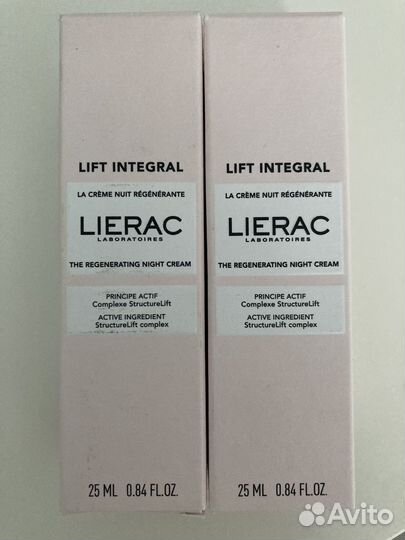 LIFT INTEGRAL
LA CRÈME NUIT RÉGÉNÉRANTE
LIERAC
LABORATOIRES
THE REGENERATING NIGHT CREAM
PRINCIPE ACTIF
Complexe StructureLift
ACTIVE INGREDIENT
StructureLift complex
25 ML 0.84 FL.OZ.
LIFT INTEGRAL
LA CRÈME NUIT RÉGÉNÉRANTE
LIERAC
LABORATOIRES
THE REGENERATING NIGHT CREAM
PRINCIPE ACTIF
Complexe StructureLift
ACTIVE INGREDIENT
StructureLift complex
25 ML 0.84 FL.OZ.
Avito